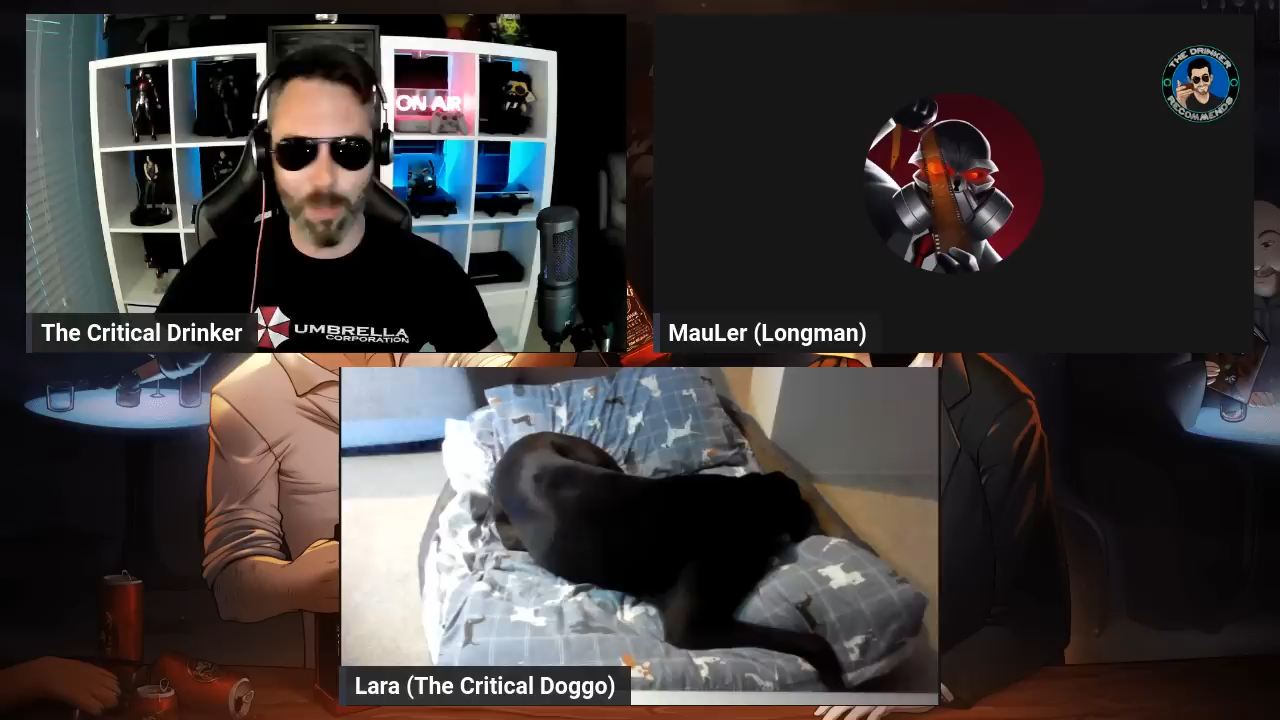 THE DRINKER
RECOMMENDS
ON AIR
UMBRELLA
CORPORATION
The Critical Drinker
MauLer (Longman)
Lara (The Critical Doggo)